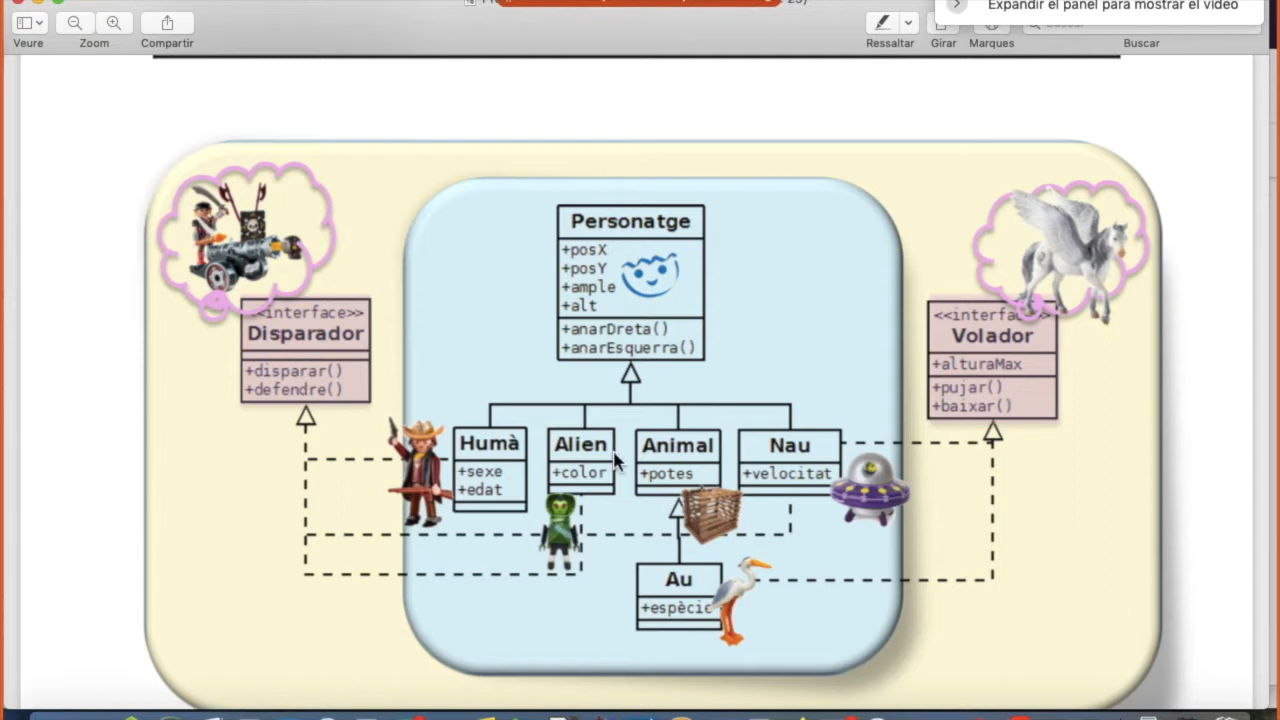 Expandir el panel para mostrar el vídeo
Veure
Zoom
Compartir
Ressaltar
Girar
Marques
Buscar
Personatge
+posX
+posY
+ample
+alt
+anarDreta()
+anarEsquerra()
<<interface>>
Disparador
+disparar()
+defendre()
Volador
+alturaMax
+pujar()
+baixar()
Humà
+sexe
+edat
Alien
+color
Animal
+potes
Nau
+velocitat
Au